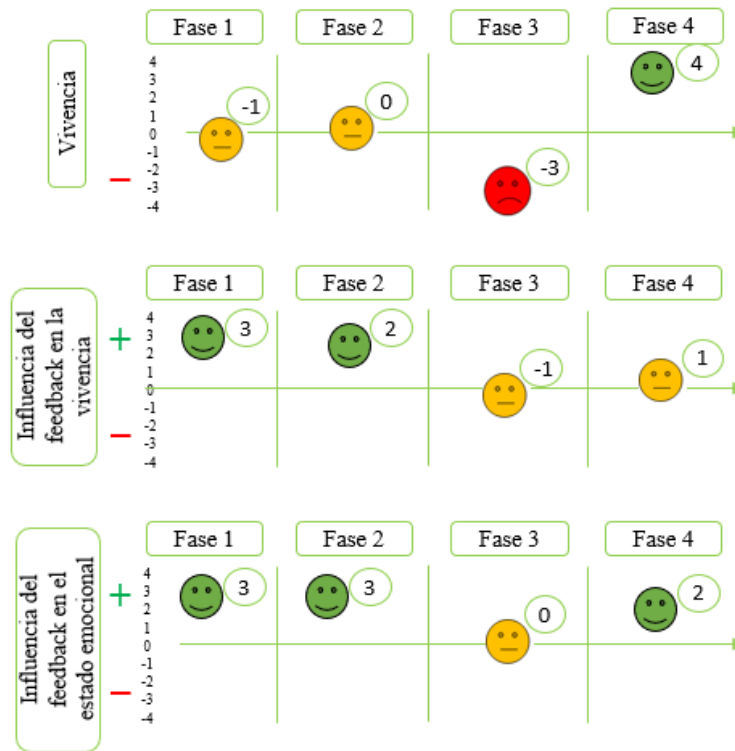 Fase 1
Fase 2
Fase 3
Fase 4
Vivencia
4
3
2
1
0
-1
-2
-3
-4
-1
0
-3
4
Fase 1
Fase 2
Fase 3
Fase 4
Influencia del
feedback en la
vivencia
+
4
3
2
1
0
-1
-2
-3
-4
3
2
-1
1
Fase 1
Fase 2
Fase 3
Fase 4
Influencia del
feedback en el
estado emocional
+
4
3
2
1
0
-1
-2
-3
-4
3
3
0
2